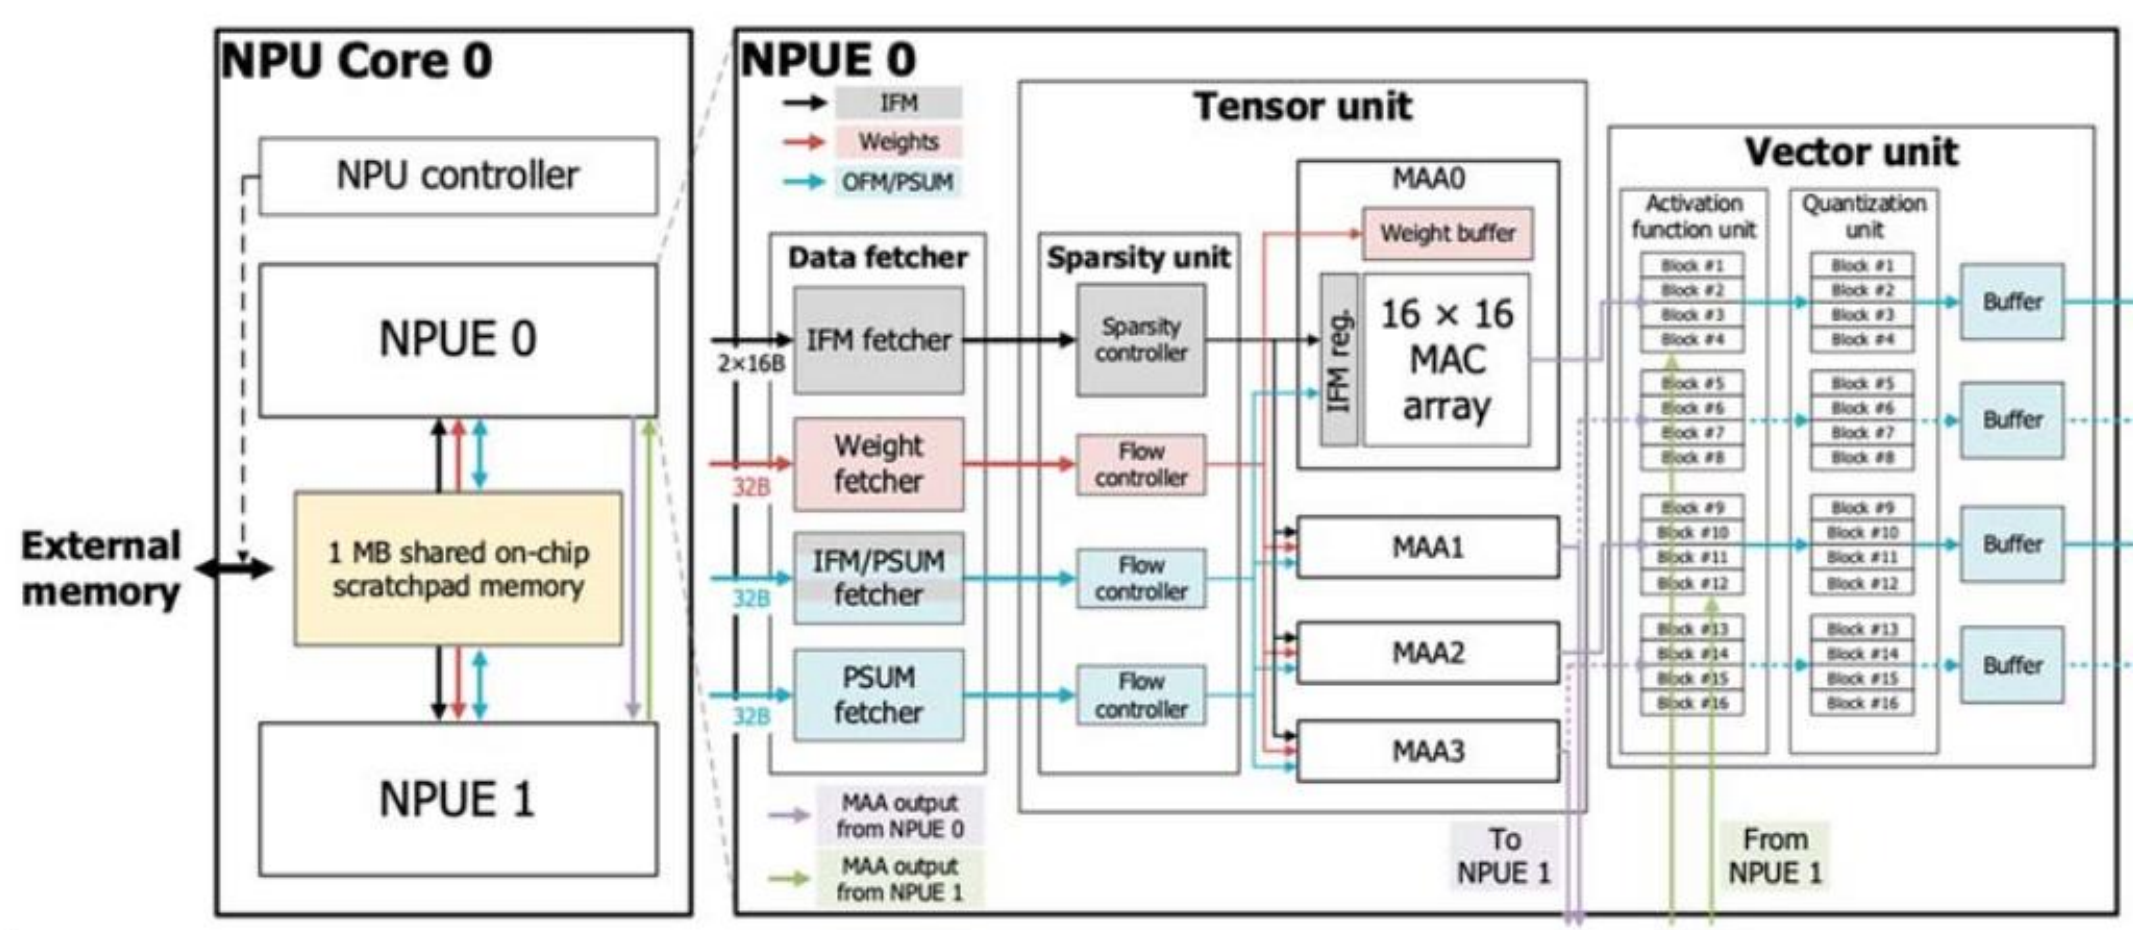 NPU Core 0
NPU controller
NPUE 0
External
memory
1 MB shared on-chip
scratchpad memory
NPUE 1
NPUE 0
IFM
Weights
OFM/PSUM
Data fetcher
2×16B
IFM fetcher
32B
Weight
fetcher
32B
IFM/PSUM
fetcher
32B
PSUM
fetcher
MAA output
from NPUE 0
MAA output
from NPUE 1
Tensor unit
Sparsity unit
Sparsity
controller
Flow
controller
Flow
controller
Flow
controller
MAA0
Weight buffer
IFM reg.
16 × 16
MAC
array
MAA1
MAA2
MAA3
To
NPUE 1
Vector unit
Activation
function unit
Block #1
Block #2
Block #3
Block #4
Block #5
Block #6
Block #7
Block #8
Block #9
Block #10
Block #11
Block #12
Block #13
Block #14
Block #15
Block #16
Quantization
unit
Block #1
Block #2
Block #3
Block #4
Block #5
Block #6
Block #7
Block #8
Block #9
Block #10
Block #11
Block #12
Block #13
Block #14
Block #15
Block #16
Buffer
Buffer
Buffer
Buffer
From
NPUE 1